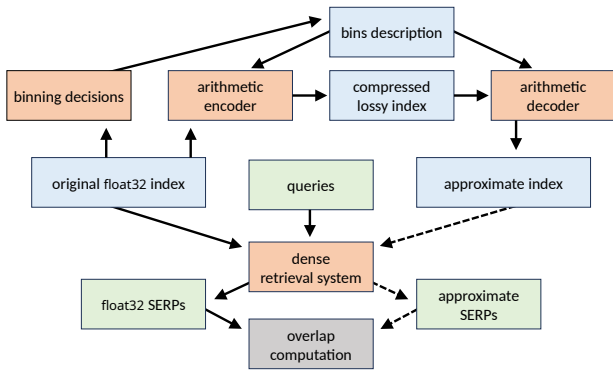 bins description
binning decisions
arithmetic
encoder
compressed
lossy index
arithmetic
decoder
original float32 index
queries
approximate index
dense
retrieval system
float32 SERPs
approximate
SERPs
overlap
computation